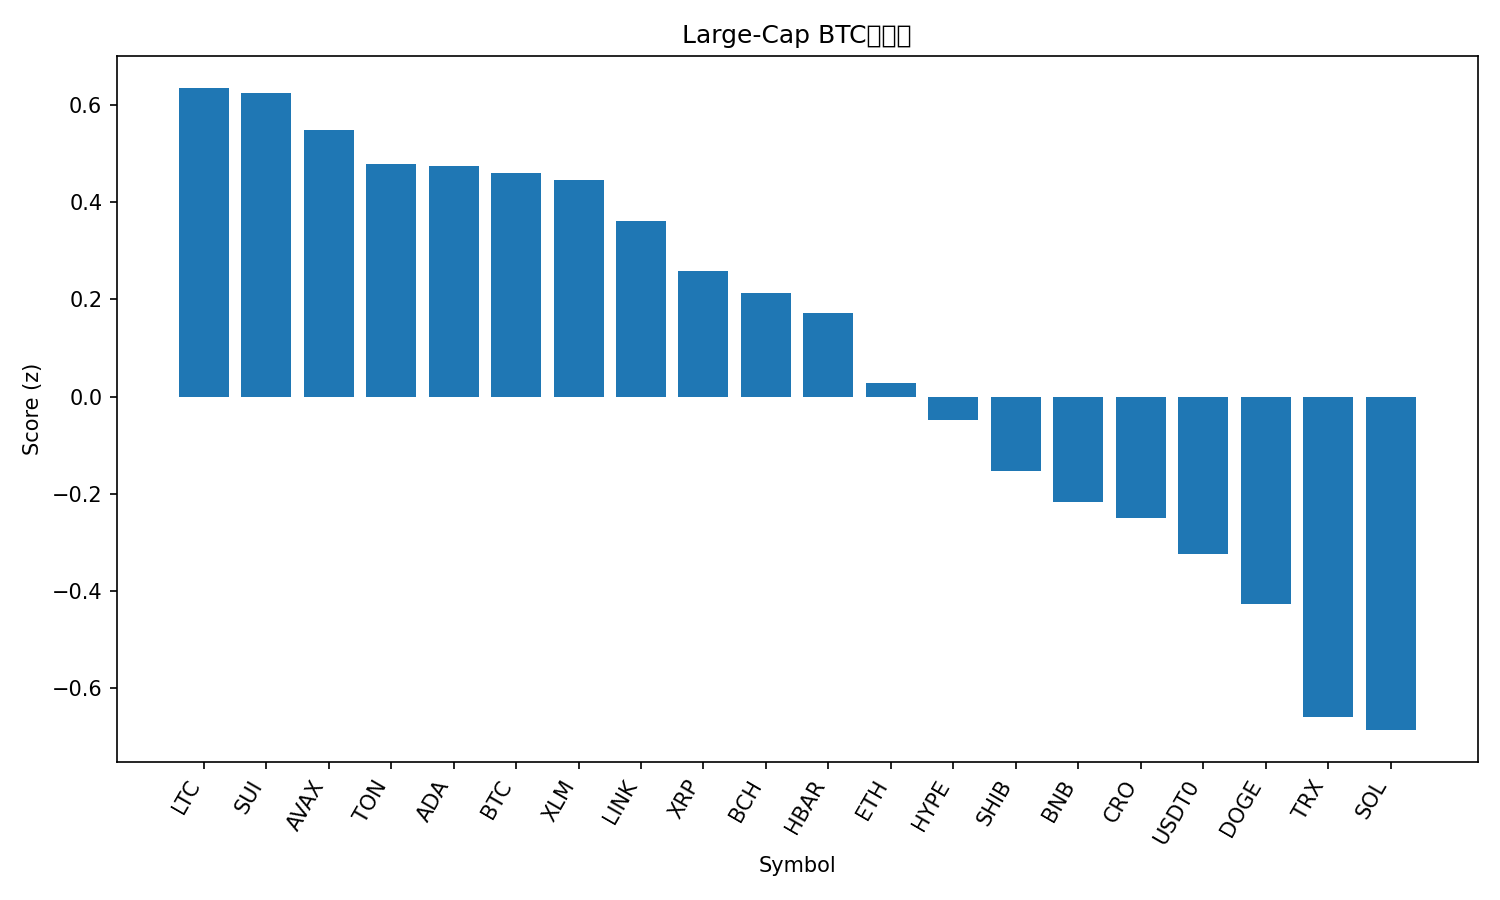 Large-Cap BTC
0.6
0.4
0.2
0.0
−0.2
−0.4
−0.6
Score (z)
LTC SUI AVAX TON ADA BTC XLM LINK XRP BCH HBAR ETH HYPE SHIB BNB CRO USDT0 DOGE TRX SOL
Symbol